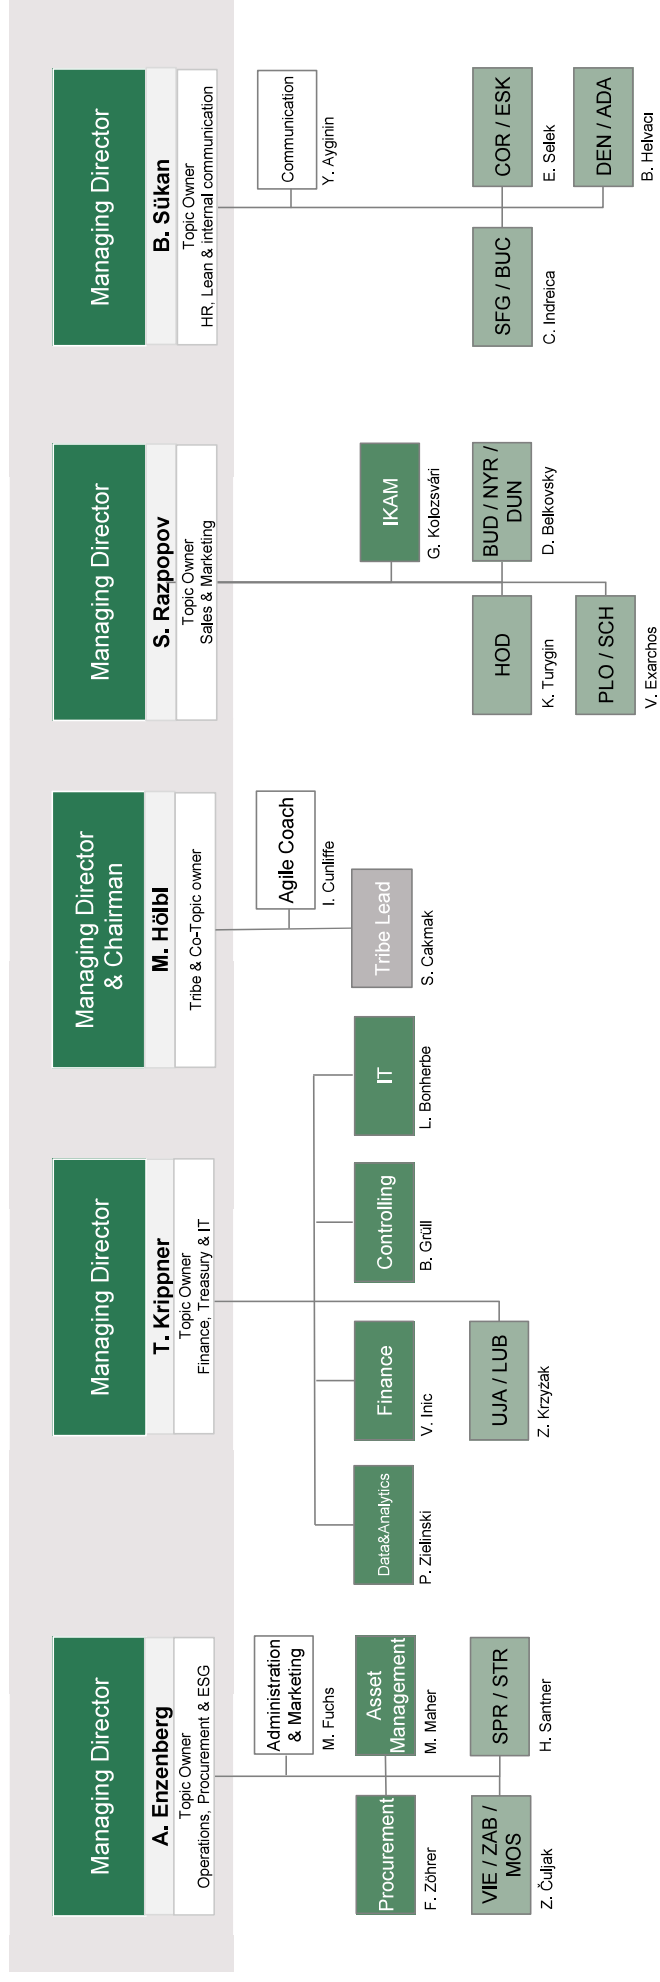 Managing Director
A. Enzenberg
Topic Owner
Operations, Procurement & ESG
Administration
& Marketing
M. Fuchs
Procurement
F. Zöhrer
Asset
Management
M. Maher
VIE / ZAB /
MOS
Z. Čuljak
SPR / STR
H. Santner
Managing Director
T. Krippner
Topic Owner
Finance, Treasury & IT
Data&Analytics
P. Zielinski
Finance
V. Inic
Controlling
B. Grüll
IT
L. Bonherbe
UJA / LUB
Z. Krzyżak
Managing Director
& Chairman
M. Hölbl
Tribe & Co-Topic owner
Agile Coach
I. Cunliffe
Tribe Lead
S. Cakmak
Managing Director
S. Razpopov
Topic Owner
Sales & Marketing
IKAM
G. Kolozsvári
HOD
K. Turygin
BUD / NYR /
DUN
D. Belkovsky
PLO / SCH
V. Exarchos
Managing Director
B. Sükan
Topic Owner
HR, Lean & internal communication
Communication
Y. Ayginin
SFG / BUC
C. Indreica
COR / ESK
E. Selek
DEN / ADA
B. Helvacı